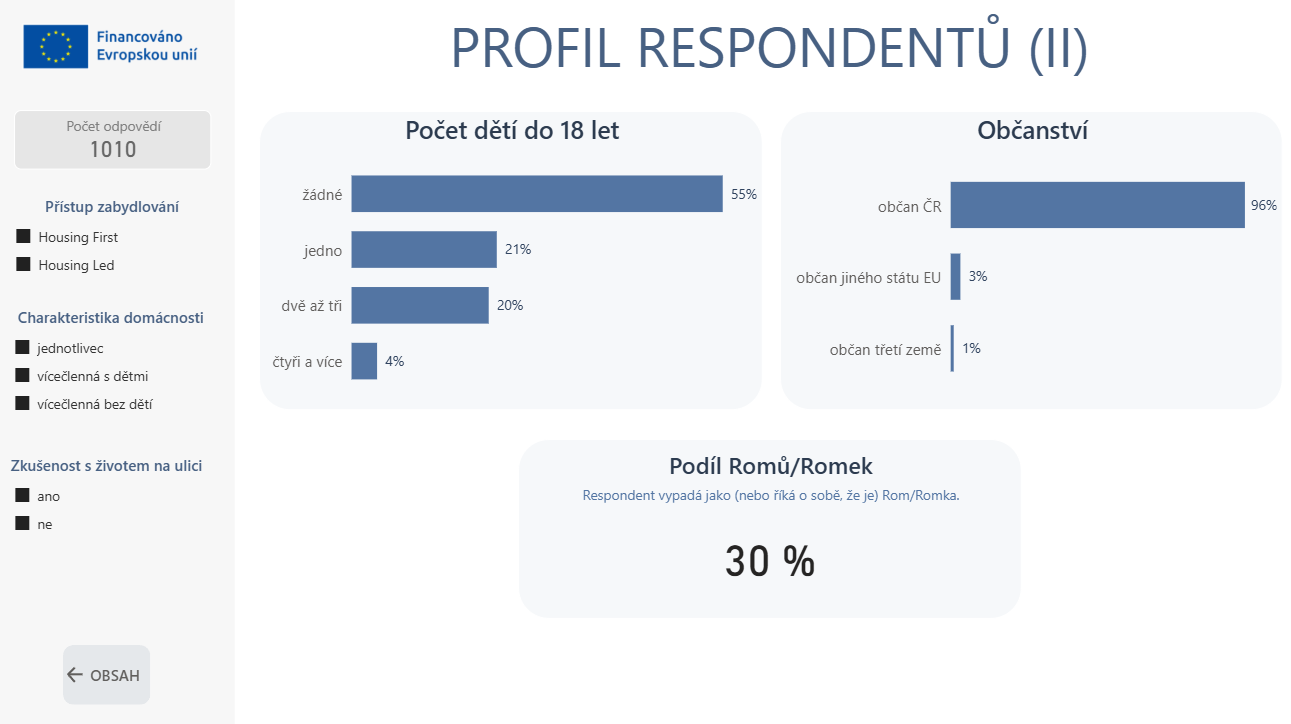 Financováno
Evropskou unií
Počet odpovědí
1010
Přístup zabydlování
Housing First
Housing Led
Charakteristika domácnosti
jednotlivec
vícečlenná s dětmi
vícečlenná bez dětí
Zkušenost s životem na ulici
ano
ne
OBSAH
PROFIL RESPONDENTŮ (II)
Počet dětí do 18 let
žádné 55%
jedno 21%
dvě až tři 20%
čtyři a více 4%
Občanství
občan ČR 96%
občan jiného státu EU 3%
občan třetí země 1%
Podíl Romů/Romek
Respondent vypadá jako (nebo říká o sobě, že je) Rom/Romka.
30 %